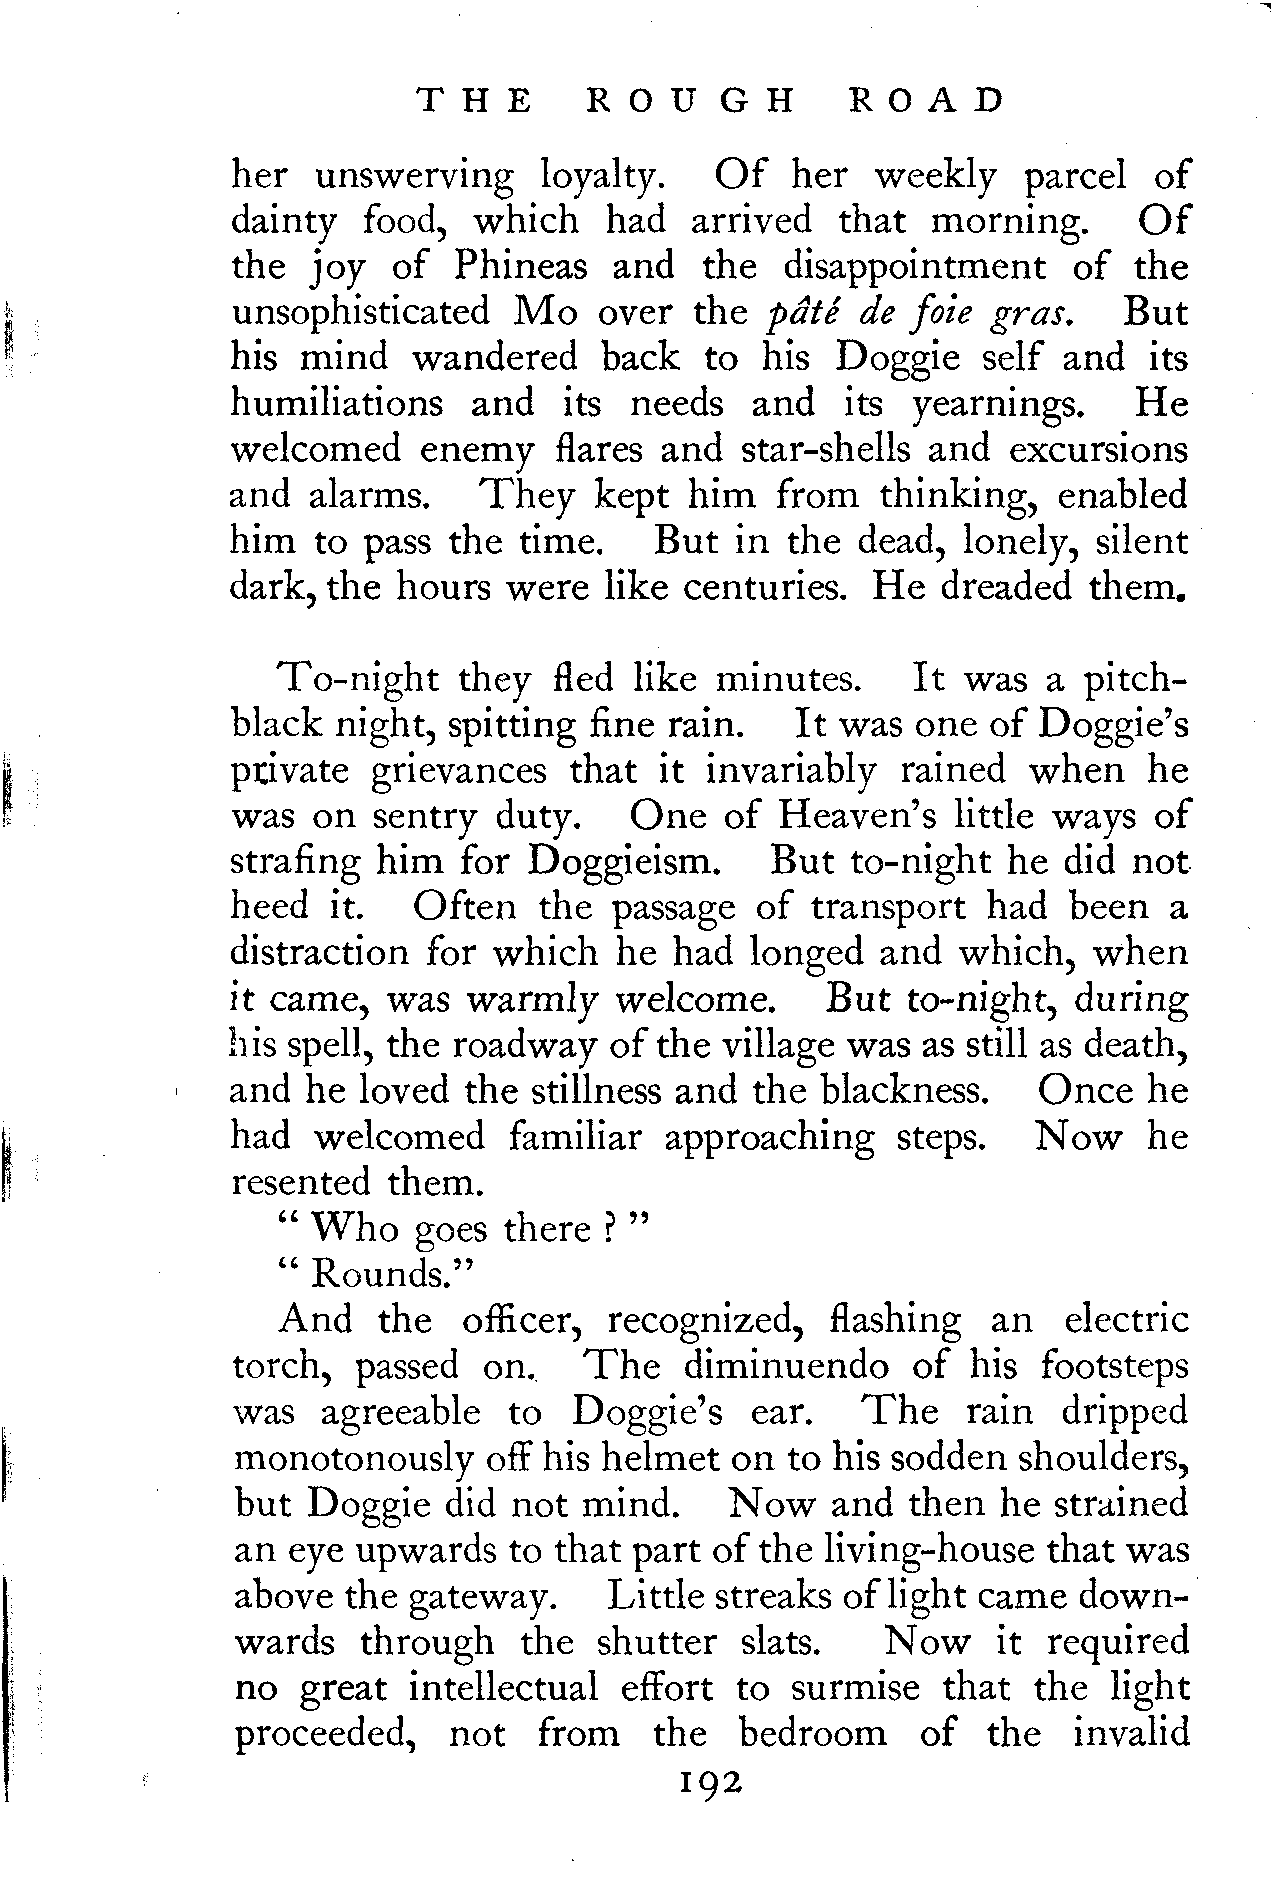 THE ROUGH ROAD
her unswerving loyalty. Of her weekly parcel of
dainty food, which had arrived that morning. Of
the joy of Phineas and the disappointment of the
unsophisticated Mo over the pâté de foie gras. But
his mind wandered back to his Doggie self and its
humiliations and its needs and its yearnings. He
welcomed enemy flares and star-shells and excursions
and alarms. They kept him from thinking, enabled
him to pass the time. But in the dead, lonely, silent
dark, the hours were like centuries. He dreaded them.
To-night they fled like minutes. It was a pitch-
black night, spitting fine rain. It was one of Doggie's
private grievances that it invariably rained when he
was on sentry duty. One of Heaven's little ways of
strafing him for Doggieism. But to-night he did not
heed it. Often the passage of transport had been a
distraction for which he had longed and which, when
it came, was warmly welcome. But to-night, during
his spell, the roadway of the village was as still as death,
and he loved the stillness and the blackness. Once he
had welcomed familiar approaching steps. Now he
resented them.
“ Who goes there ? ”
“ Rounds.”
And the officer, recognized, flashing an electric
torch, passed on. The diminuendo of his footsteps
was agreeable to Doggie's ear. The rain dripped
monotonously off his helmet on to his sodden shoulders,
but Doggie did not mind. Now and then he strained
an eye upwards to that part of the living-house that was
above the gateway. Little streaks of light came down-
wards through the shutter slats. Now it required
no great intellectual effort to surmise that the light
proceeded, not from the bedroom of the invalid
192